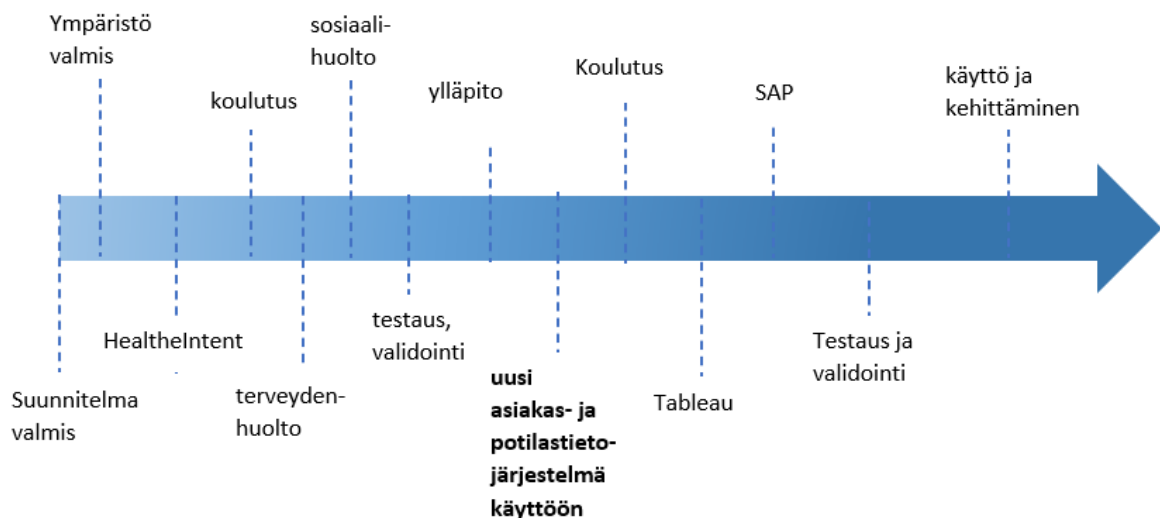 Ympäristö
valmis
sosiaali-
huolto
koulutus
ylläpito
Koulutus
SAP
käyttö ja
kehittäminen
Suunnitelma
valmis
HealtheIntent
terveyden-
huolto
testaus,
validointi
uusi
asiakas- ja
potilastieto-
järjestelmä
käyttöön
Tableau
Testaus ja
validointi